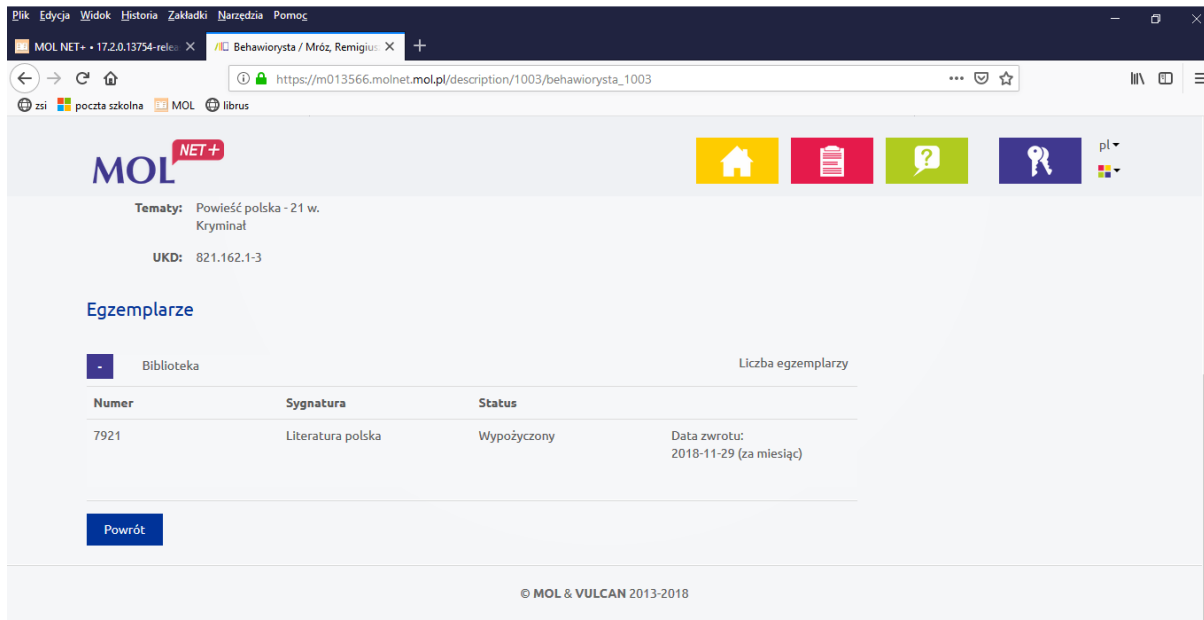 Plik Edycja Widok Historia Zakładki Narzędzia Pomoc
MOL NET+ • 17.2.0.13754-relea
Behawiorysta / Mróz, Remigius
https://m013566.molnet.mol.pl/description/1003/behawiorysta_1003
zsi poczta szkolna MOL librus
MOL NET+
pl
Tematy: Powieść polska - 21 w.
Kryminał
UKD: 821.162.1-3
Egzemplarze
- Biblioteka Liczba egzemplarzy
Numer Sygnatura Status
7921 Literatura polska Wypożyczony Data zwrotu:
2018-11-29 (za miesiąc)
Powrót
© MOL & VULCAN 2013-2018